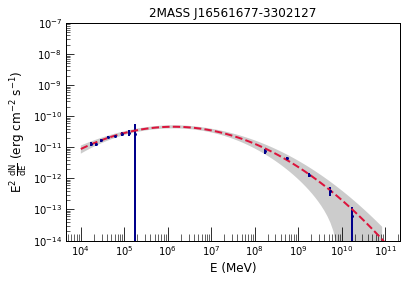 2MASS J16561677-3302127
E² dN/dE (erg cm⁻² s⁻¹)
10⁻⁷
10⁻⁸
10⁻⁹
10⁻¹⁰
10⁻¹¹
10⁻¹²
10⁻¹³
10⁻¹⁴
10⁴ 10⁵ 10⁶ 10⁷ 10⁸ 10⁹ 10¹⁰ 10¹¹
E (MeV)